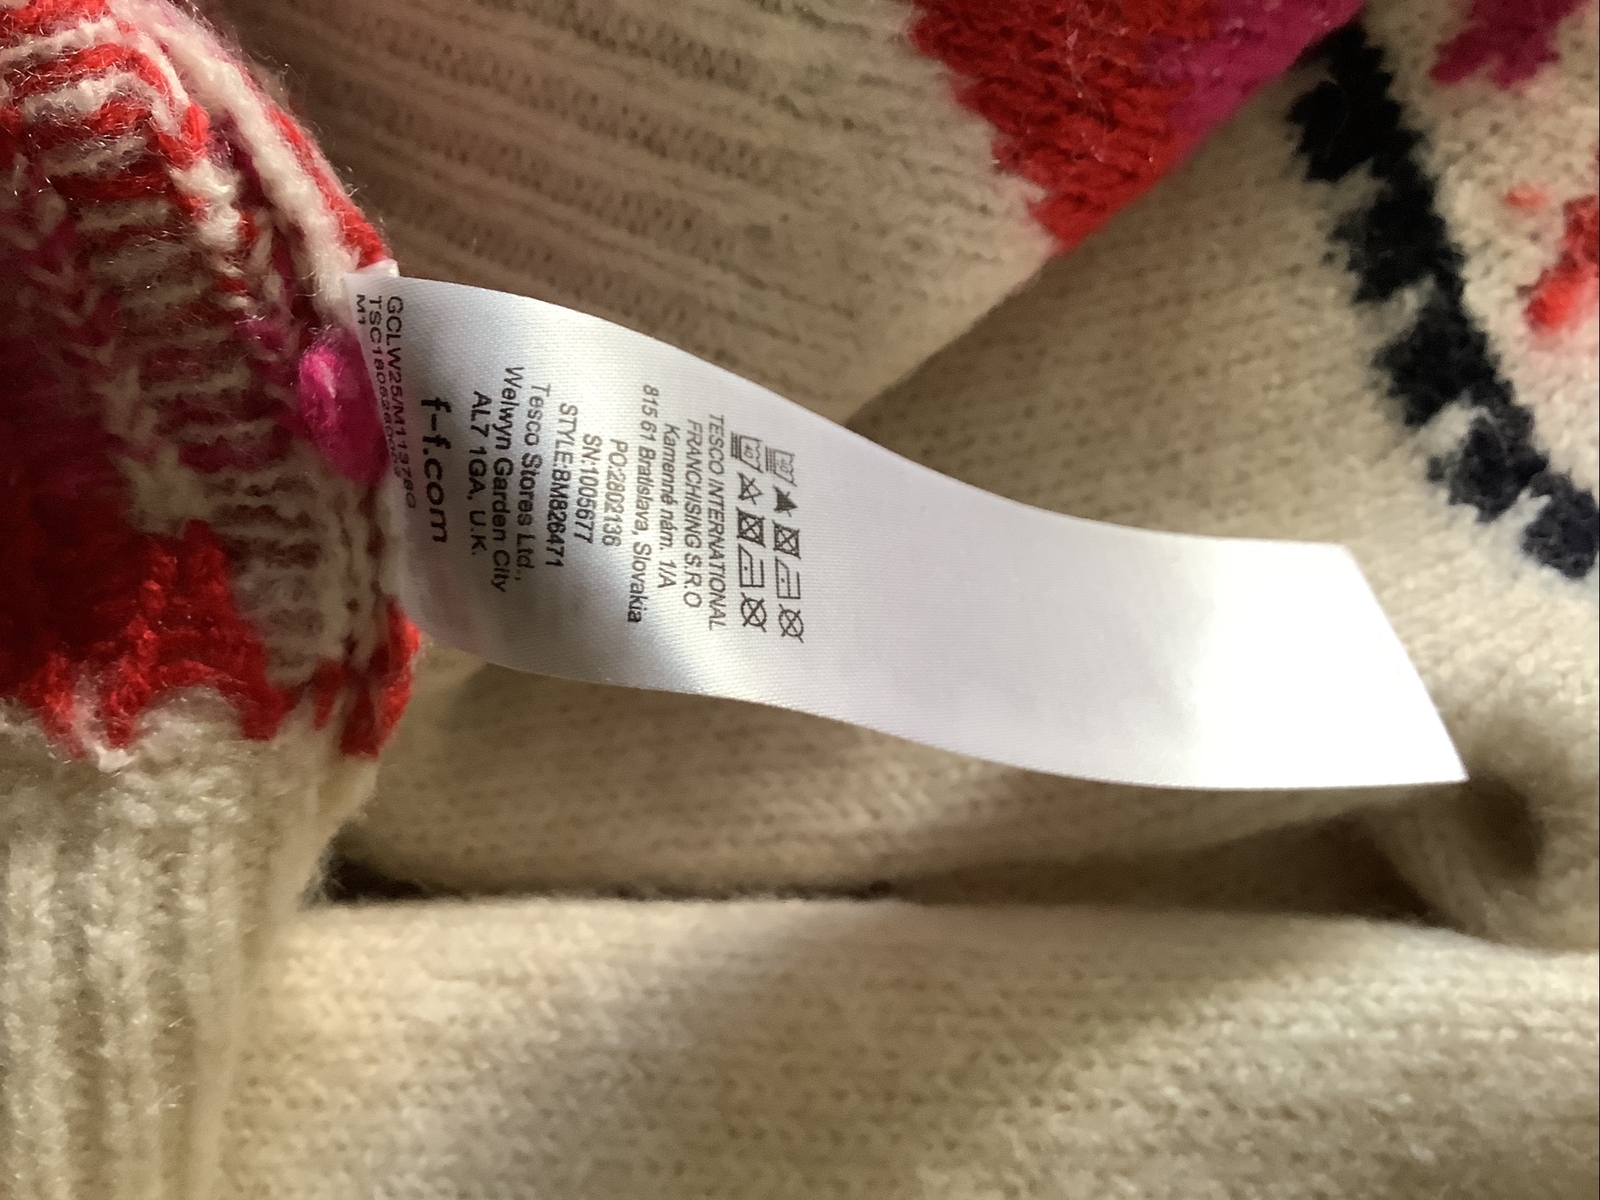 TESCO INTERNATIONAL
FRANCHISING S.R.O
Kamenné nám. 1/A
815 61 Bratislava, Slovakia
PO:2802136
SN:1005677
STYLE:BM826471
Tesco Stores Ltd.,
Welwyn Garden City
AL7 1GA, U.K.
f-f.com
M1